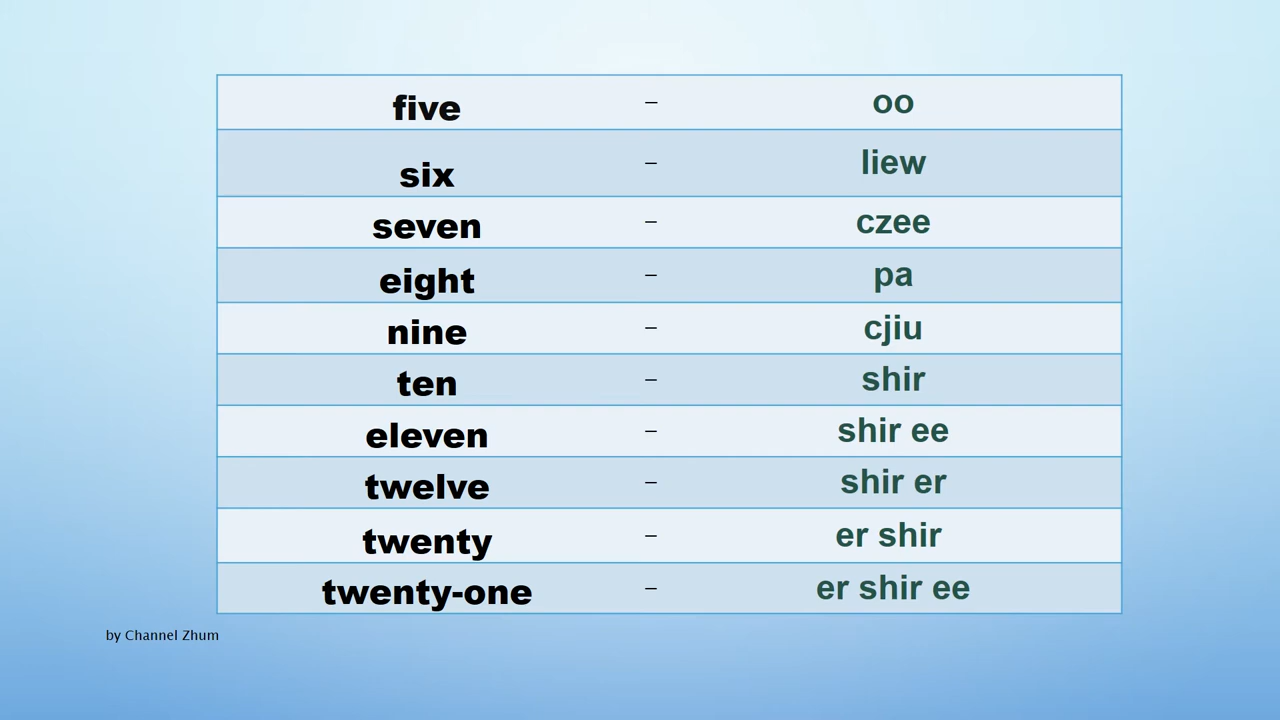 five – oo
six – liew
seven – czee
eight – pa
nine – cjiu
ten – shir
eleven – shir ee
twelve – shir er
twenty – er shir
twenty-one – er shir ee
by Channel Zhum